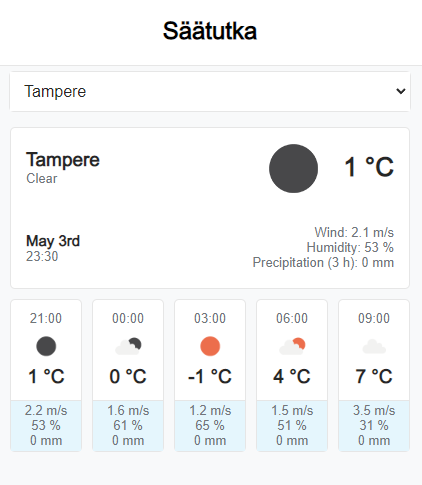 Säätutka
Tampere
Tampere
Clear
1 °C
May 3rd
23:30
Wind: 2.1 m/s
Humidity: 53 %
Precipitation (3 h): 0 mm
21:00
1 °C
2.2 m/s
53 %
0 mm
00:00
0 °C
1.6 m/s
61 %
0 mm
03:00
-1 °C
1.2 m/s
65 %
0 mm
06:00
4 °C
1.5 m/s
51 %
0 mm
09:00
7 °C
3.5 m/s
31 %
0 mm